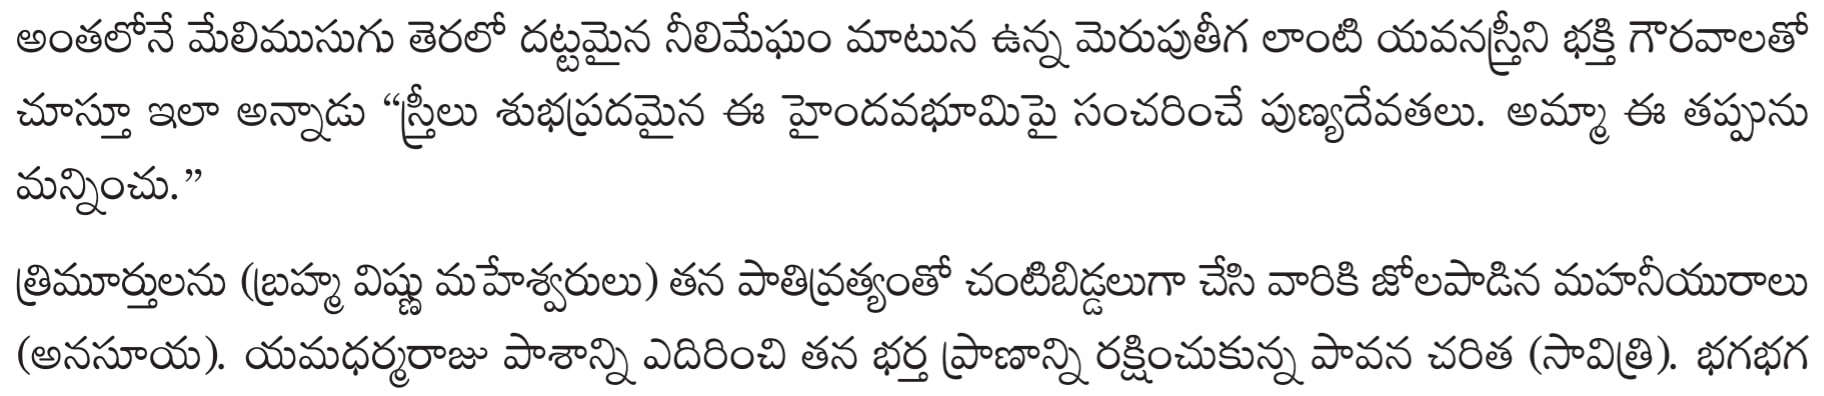 అంతలోనే మేలిముసుగు తెరలో దట్టమైన నీలిమేఘం మాటున ఉన్న మెరుపుతీగ లాంటి యవనస్త్రీని భక్తి గౌరవాలతో
చూస్తూ ఇలా అన్నాడు “స్త్రీలు శుభప్రదమైన ఈ హైందవభూమిపై సంచరించే పుణ్యదేవతలు. అమ్మా ఈ తప్పును
మన్నించు.”
త్రిమూర్తులను (బ్రహ్మ విష్ణు మహేశ్వరులు) తన పాతివ్రత్యంతో చంటిబిడ్డలుగా చేసి వారికి జోలపాడిన మహనీయురాలు
(అనసూయ). యమధర్మరాజు పాశాన్ని ఎదిరించి తన భర్త ప్రాణాన్ని రక్షించుకున్న పావన చరిత (సావిత్రి). భగభగ